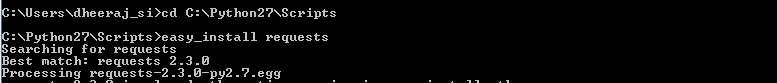 C:\Users\dheeraj_si>cd C:\Python27\Scripts
C:\Python27\Scripts>easy_install requests
Searching for requests
Best match: requests 2.3.0
Processing requests-2.3.0-py2.7.egg